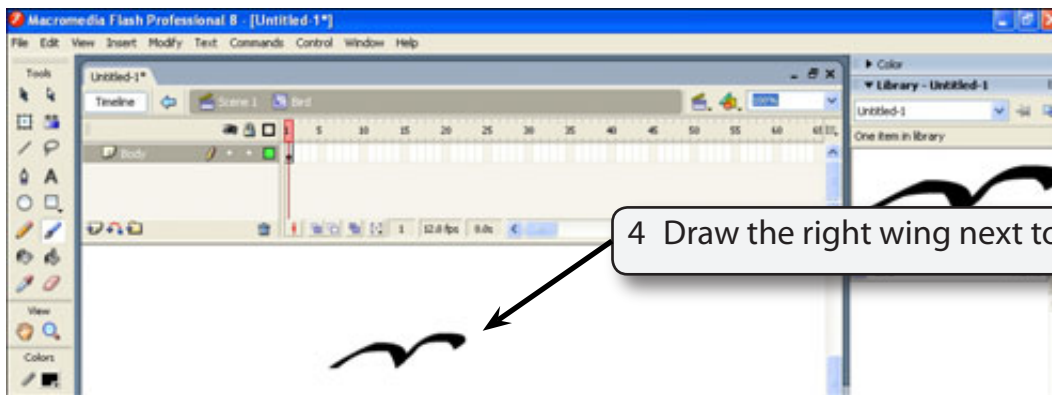 Macromedia Flash Professional 8 - [Untitled-1*]
File Edit View Insert Modify Text Commands Control Window Help
Tools
Untitled-1*
Timeline
Scene 1 Bird
100%
1 5 10 15 20 25 30 35 40 45 50 55 60 65
Body
1 12.0 fps 0.0s
View
Colors
Color
Library - Untitled-1
Untitled-1
One item in library
4 Draw the right wing next to